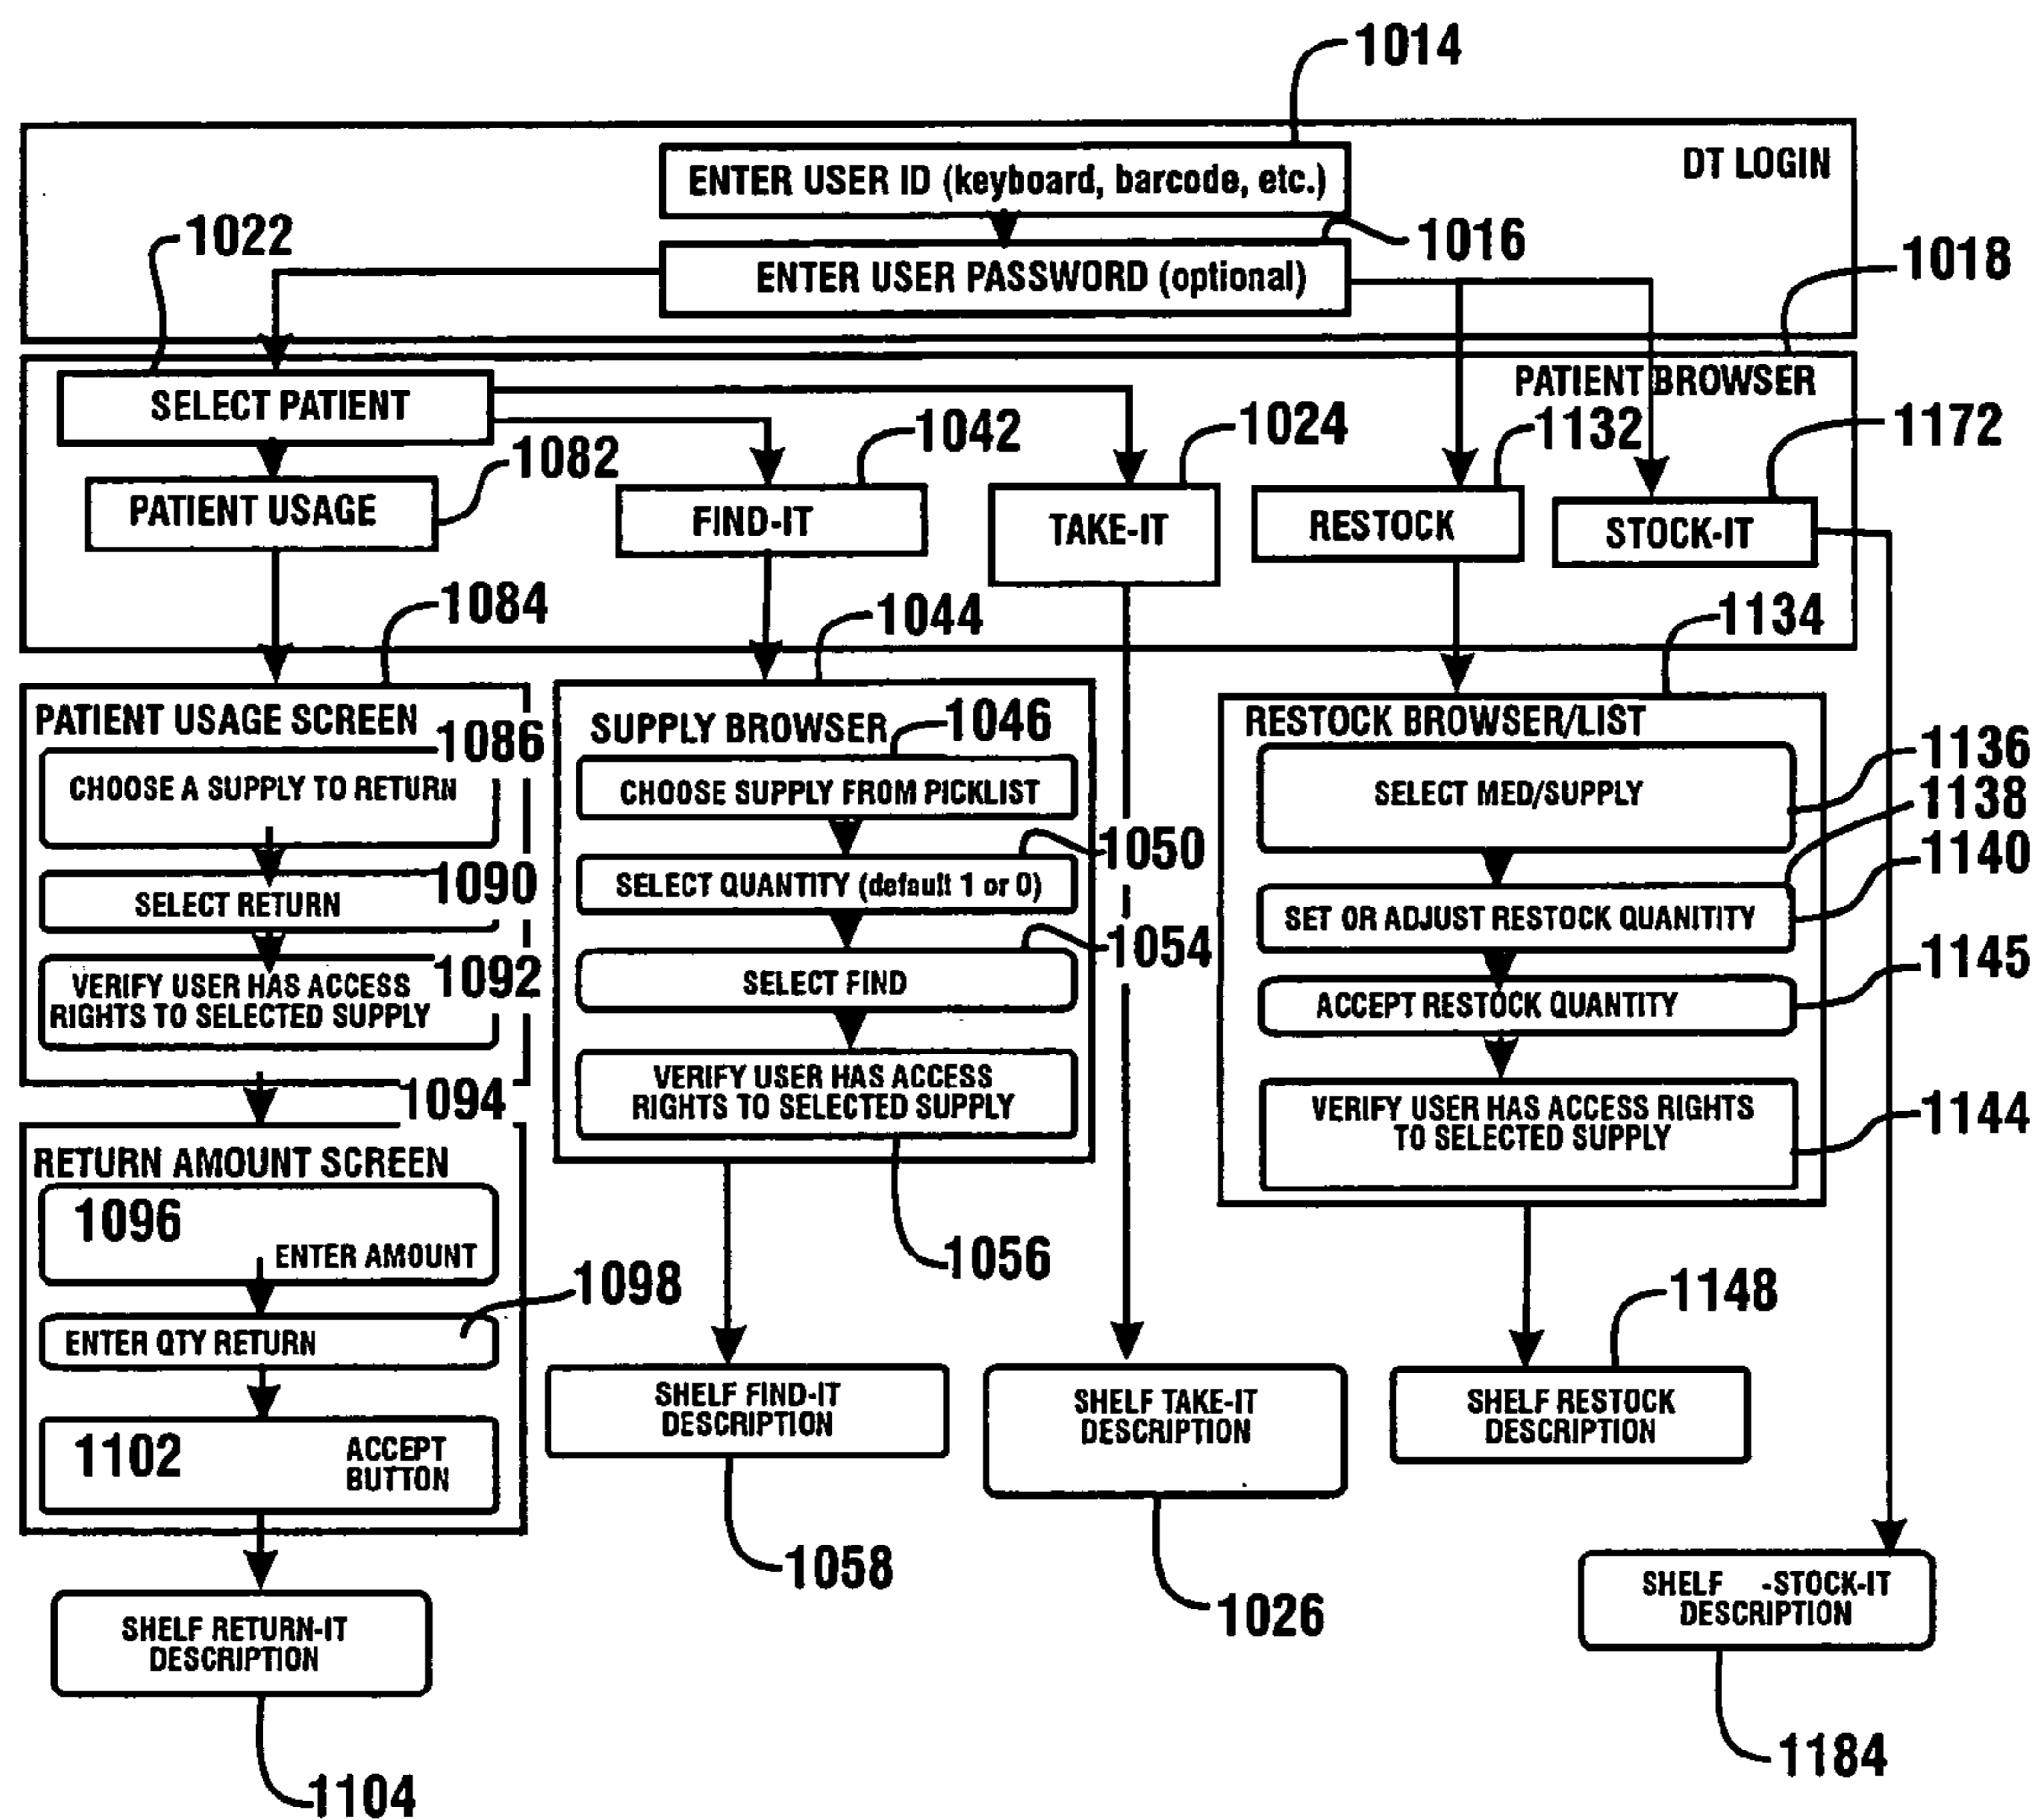 1014
DT LOGIN
ENTER USER ID (keyboard, barcode, etc.)
1022
1016
ENTER USER PASSWORD (optional)
1018
PATIENT BROWSER
SELECT PATIENT
1042
1024
1132
1172
1082
PATIENT USAGE
FIND-IT
TAKE-IT
RESTOCK
STOCK-IT
1084
1044
1134
PATIENT USAGE SCREEN
1086
CHOOSE A SUPPLY TO RETURN
1090
SELECT RETURN
1092
VERIFY USER HAS ACCESS
RIGHTS TO SELECTED SUPPLY
1094
RETURN AMOUNT SCREEN
1096
ENTER AMOUNT
1098
ENTER QTY RETURN
1102
ACCEPT
BUTTON
SHELF RETURN-IT
DESCRIPTION
1104
SUPPLY BROWSER
1046
CHOOSE SUPPLY FROM PICKLIST
1050
SELECT QUANTITY (default 1 or 0)
1054
SELECT FIND
VERIFY USER HAS ACCESS
RIGHTS TO SELECTED SUPPLY
1056
SHELF FIND-IT
DESCRIPTION
1058
SHELF TAKE-IT
DESCRIPTION
1026
RESTOCK BROWSER/LIST
1136
SELECT MED/SUPPLY
1138
1140
SET OR ADJUST RESTOCK QUANITITY
1145
ACCEPT RESTOCK QUANTITY
VERIFY USER HAS ACCESS RIGHTS
TO SELECTED SUPPLY
1144
1148
SHELF RESTOCK
DESCRIPTION
SHELF -STOCK-IT
DESCRIPTION
1184